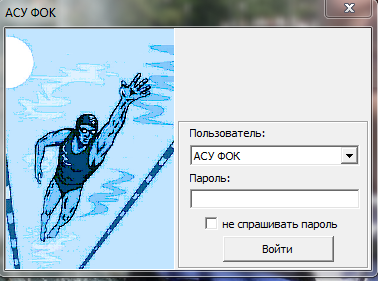 АСУ ФОК
Пользователь:
АСУ ФОК
Пароль:
не спрашивать пароль
Войти